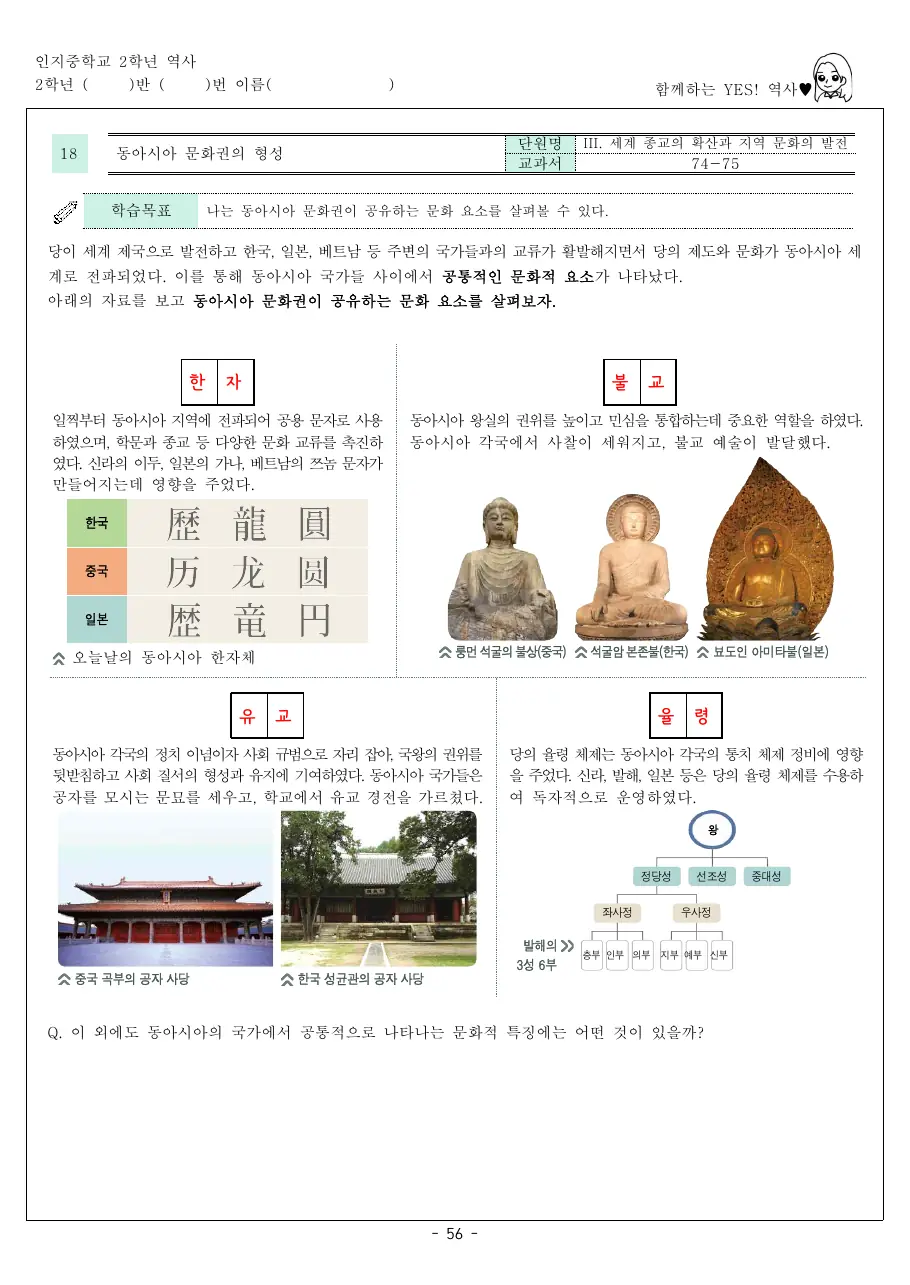 인지중학교 2학년 역사
2학년 ( )반 ( )번 이름( )
함께하는 YES! 역사♥
18
동아시아 문화권의 형성
단원명
III. 세계 종교의 확산과 지역 문화의 발전
교과서
74-75
학습목표
나는 동아시아 문화권이 공유하는 문화 요소를 살펴볼 수 있다.
당이 세계 제국으로 발전하고 한국, 일본, 베트남 등 주변의 국가들과의 교류가 활발해지면서 당의 제도와 문화가 동아시아 세
계로 전파되었다. 이를 통해 동아시아 국가들 사이에서 공통적인 문화적 요소가 나타났다.
아래의 자료를 보고 동아시아 문화권이 공유하는 문화 요소를 살펴보자.
한 자
일찍부터 동아시아 지역에 전파되어 공용 문자로 사용
하였으며, 학문과 종교 등 다양한 문화 교류를 촉진하
였다. 신라의 이두, 일본의 가나, 베트남의 쯔놈 문자가
만들어지는데 영향을 주었다.
한국 歷 龍 圓
중국 历 龙 圆
일본 歴 竜 円
오늘날의 동아시아 한자체
불 교
동아시아 왕실의 권위를 높이고 민심을 통합하는데 중요한 역할을 하였다.
동아시아 각국에서 사찰이 세워지고, 불교 예술이 발달했다.
룽먼 석굴의 불상(중국)
석굴암 본존불(한국)
뵤도인 아미타불(일본)
유 교
동아시아 각국의 정치 이념이자 사회 규범으로 자리 잡아, 국왕의 권위를
뒷받침하고 사회 질서의 형성과 유지에 기여하였다. 동아시아 국가들은
공자를 모시는 문묘를 세우고, 학교에서 유교 경전을 가르쳤다.
중국 곡부의 공자 사당
한국 성균관의 공자 사당
율 령
당의 율령 체제는 동아시아 각국의 통치 체제 정비에 영향
을 주었다. 신라, 발해, 일본 등은 당의 율령 체제를 수용하
여 독자적으로 운영하였다.
왕
정당성 선조성 중대성
좌사정 우사정
충부 인부 의부 지부 예부 신부
발해의
3성 6부
Q. 이 외에도 동아시아의 국가에서 공통적으로 나타나는 문화적 특징에는 어떤 것이 있을까?
- 56 -